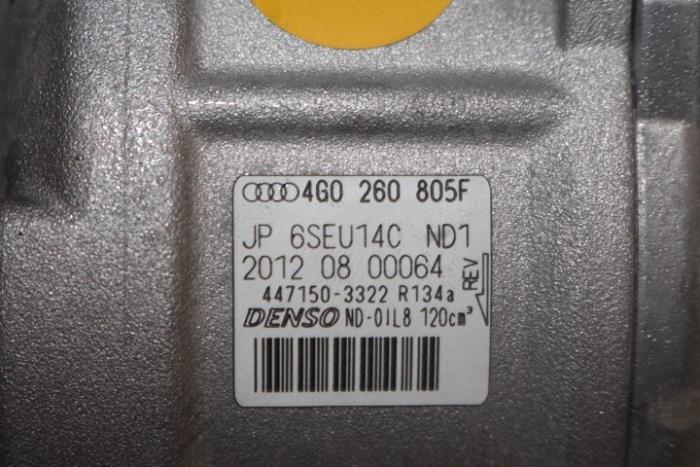 4G0 260 805F
JP 6SEU14C ND1
2012 08 00064
REV
447150-3322 R134a
DENSO ND-OIL8 120cm³